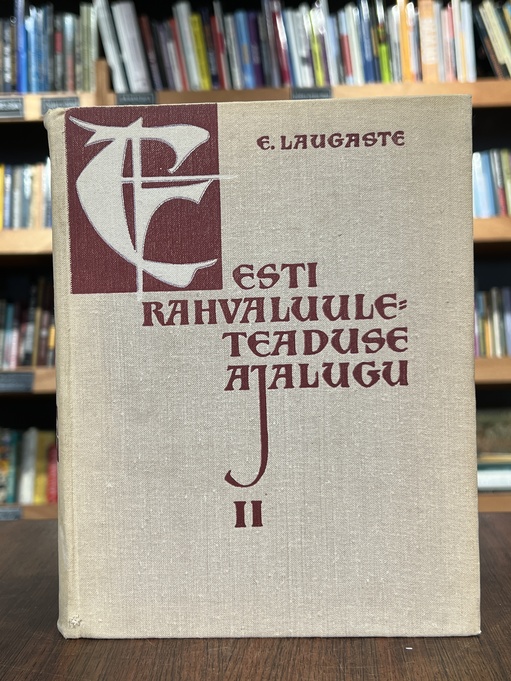 E. LAUGASTE
EESTI
RAHVALUULE=
TEADUSE
AJALUGU
II